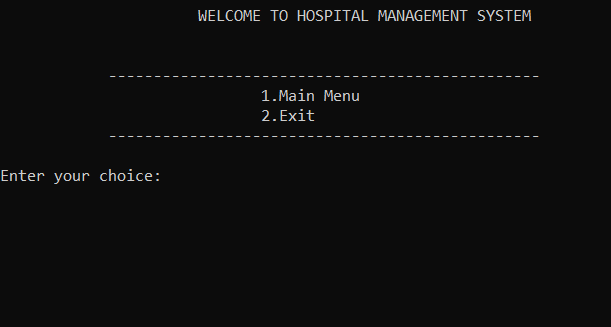 WELCOME TO HOSPITAL MANAGEMENT SYSTEM
------------------------------------------------
1.Main Menu
2.Exit
------------------------------------------------
Enter your choice: